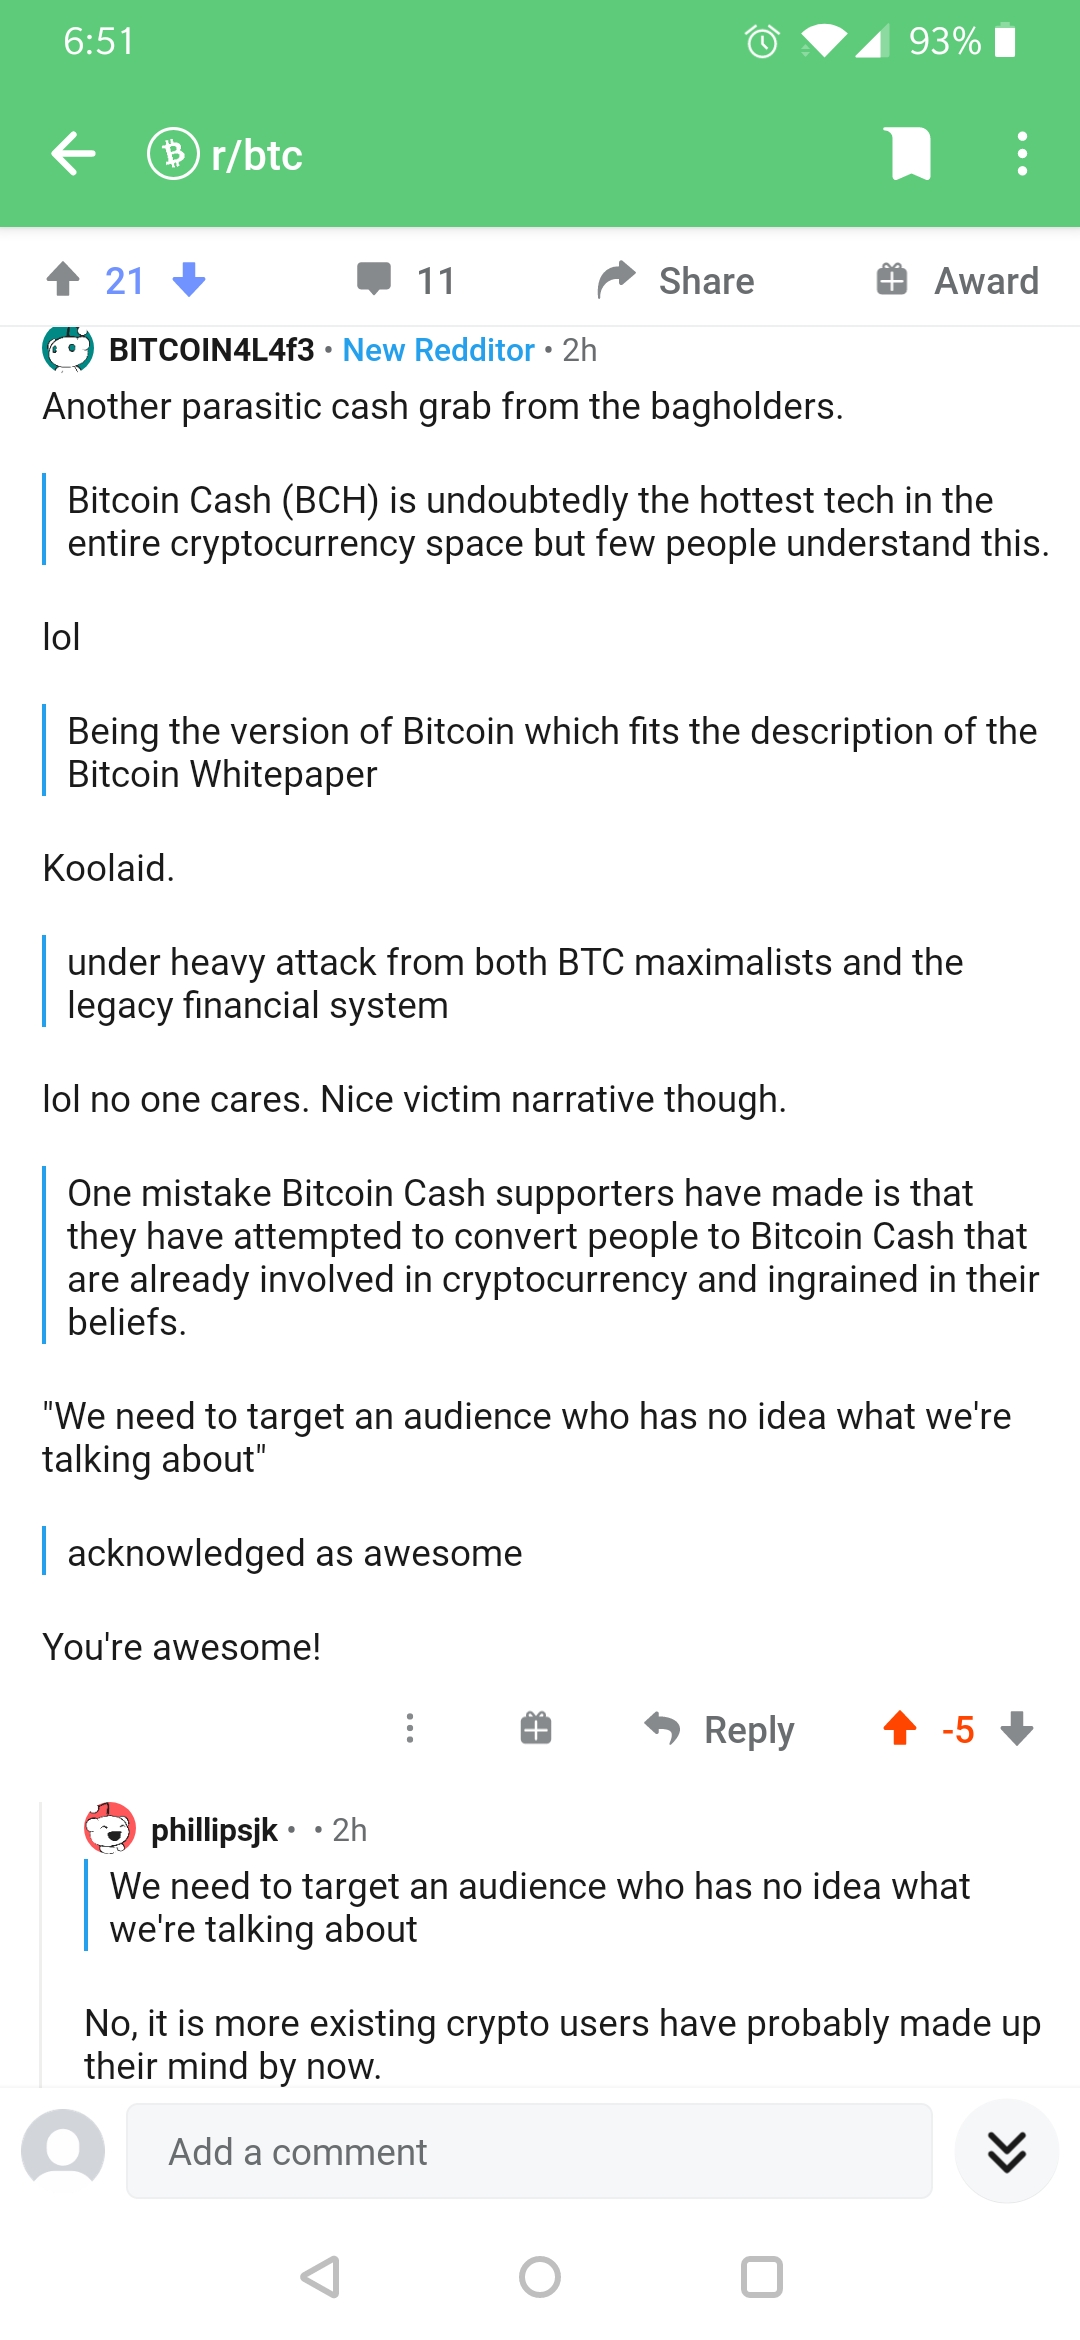 6:51
93%
r/btc
21
11
Share
Award
BITCOIN4L4f3 • New Redditor • 2h
Another parasitic cash grab from the bagholders.
Bitcoin Cash (BCH) is undoubtedly the hottest tech in the
entire cryptocurrency space but few people understand this.
lol
Being the version of Bitcoin which fits the description of the
Bitcoin Whitepaper
Koolaid.
under heavy attack from both BTC maximalists and the
legacy financial system
lol no one cares. Nice victim narrative though.
One mistake Bitcoin Cash supporters have made is that
they have attempted to convert people to Bitcoin Cash that
are already involved in cryptocurrency and ingrained in their
beliefs.
"We need to target an audience who has no idea what we're
talking about"
acknowledged as awesome
You're awesome!
Reply
-5
phillipsjk • • 2h
We need to target an audience who has no idea what
we're talking about
No, it is more existing crypto users have probably made up
their mind by now.
Add a comment